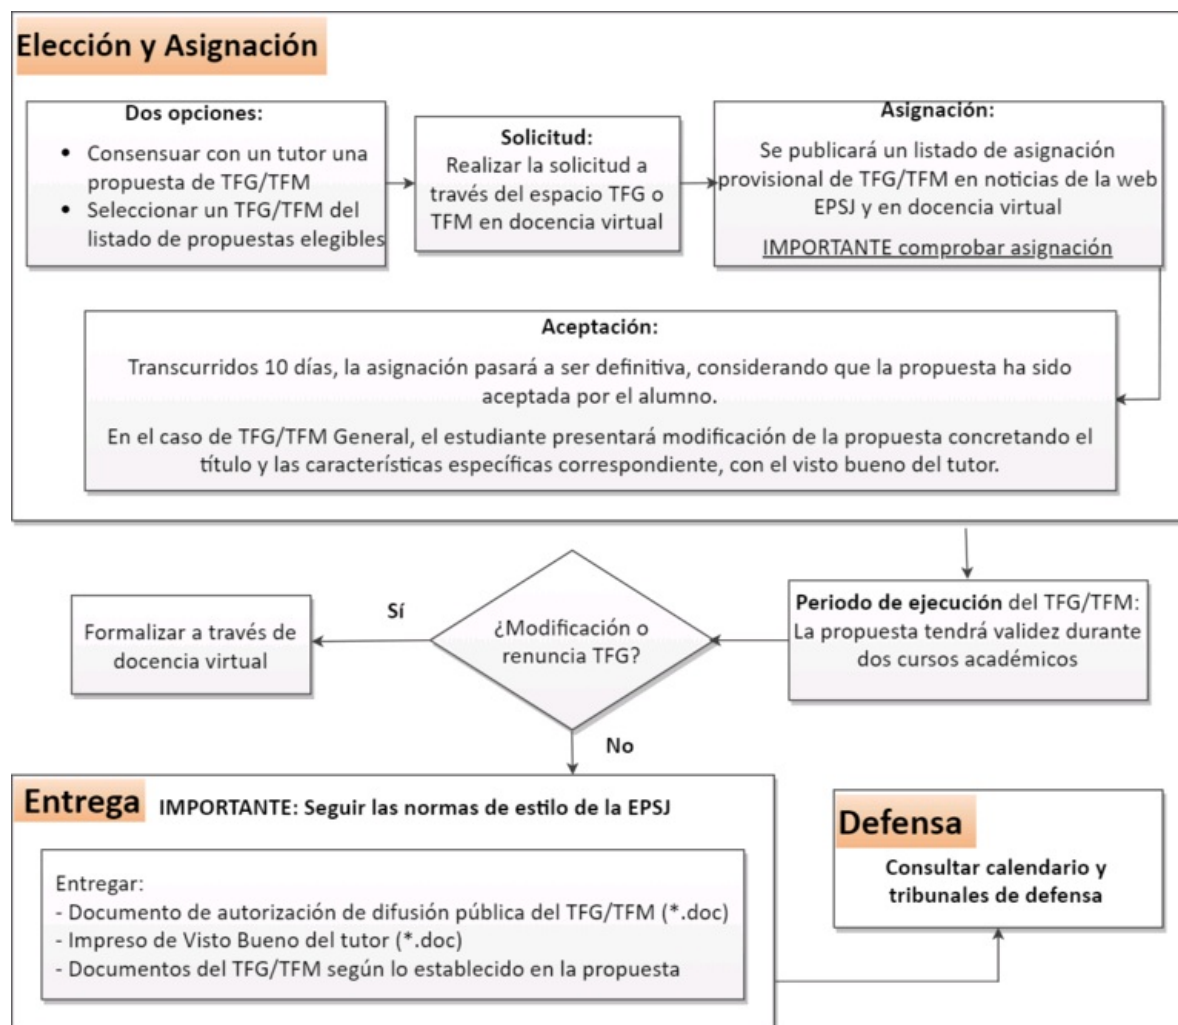 Elección y Asignación
Dos opciones:
• Consensuar con un tutor una
propuesta de TFG/TFM
• Seleccionar un TFG/TFM del
listado de propuestas elegibles
Solicitud:
Realizar la solicitud a
través del espacio TFG o
TFM en docencia virtual
Asignación:
Se publicará un listado de asignación
provisional de TFG/TFM en noticias de la web
EPSJ y en docencia virtual
IMPORTANTE comprobar asignación
Aceptación:
Transcurridos 10 días, la asignación pasará a ser definitiva, considerando que la propuesta ha sido
aceptada por el alumno.
En el caso de TFG/TFM General, el estudiante presentará modificación de la propuesta concretando el
título y las características específicas correspondiente, con el visto bueno del tutor.
Periodo de ejecución del TFG/TFM:
La propuesta tendrá validez durante
dos cursos académicos
¿Modificación o
renuncia TFG?
Sí
Formalizar a través de
docencia virtual
No
Entrega IMPORTANTE: Seguir las normas de estilo de la EPSJ
Entregar:
- Documento de autorización de difusión pública del TFG/TFM (*.doc)
- Impreso de Visto Bueno del tutor (*.doc)
- Documentos del TFG/TFM según lo establecido en la propuesta
Defensa
Consultar calendario y
tribunales de defensa